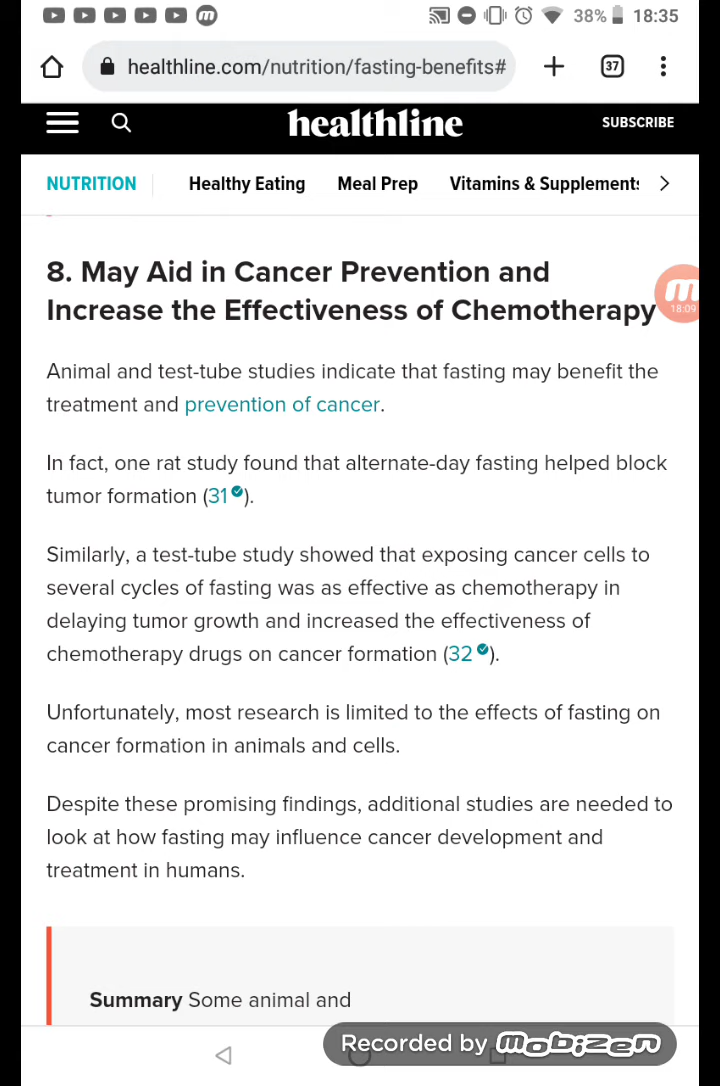 38% 18:35
healthline.com/nutrition/fasting-benefits#
37
healthline
SUBSCRIBE
NUTRITION Healthy Eating Meal Prep Vitamins & Supplements
8. May Aid in Cancer Prevention and
Increase the Effectiveness of Chemotherapy
18:09
Animal and test-tube studies indicate that fasting may benefit the
treatment and prevention of cancer.
In fact, one rat study found that alternate-day fasting helped block
tumor formation (31).
Similarly, a test-tube study showed that exposing cancer cells to
several cycles of fasting was as effective as chemotherapy in
delaying tumor growth and increased the effectiveness of
chemotherapy drugs on cancer formation (32).
Unfortunately, most research is limited to the effects of fasting on
cancer formation in animals and cells.
Despite these promising findings, additional studies are needed to
look at how fasting may influence cancer development and
treatment in humans.
Summary Some animal and
Recorded by mobizen